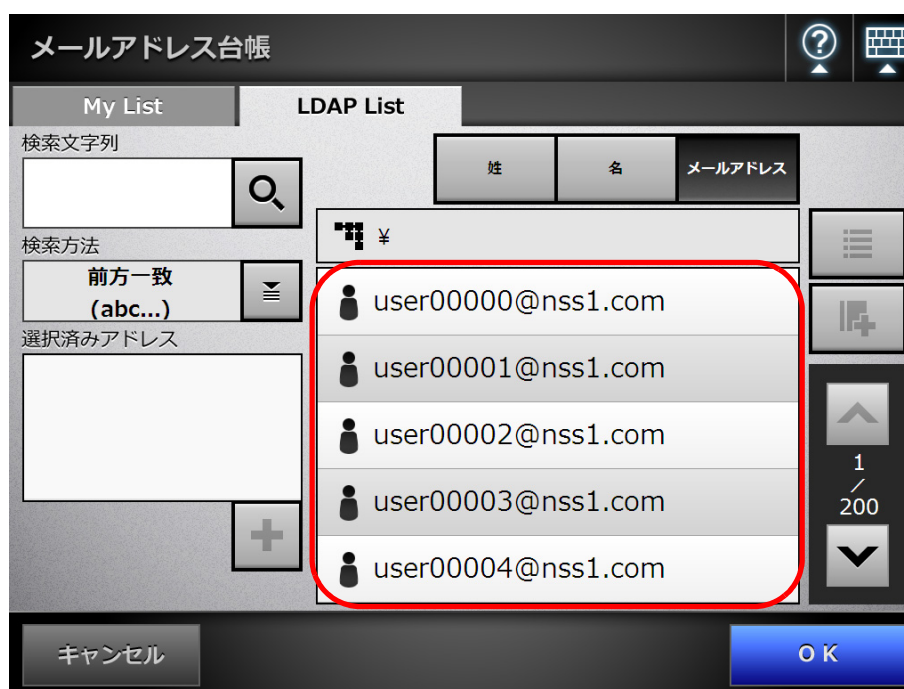 メールアドレス台帳
?
My List
LDAP List
検索文字列
姓
名
メールアドレス
¥
検索方法
前方一致
(abc...)
選択済みアドレス
user00000@nss1.com
user00001@nss1.com
user00002@nss1.com
user00003@nss1.com
user00004@nss1.com
1
/
200
キャンセル
OK